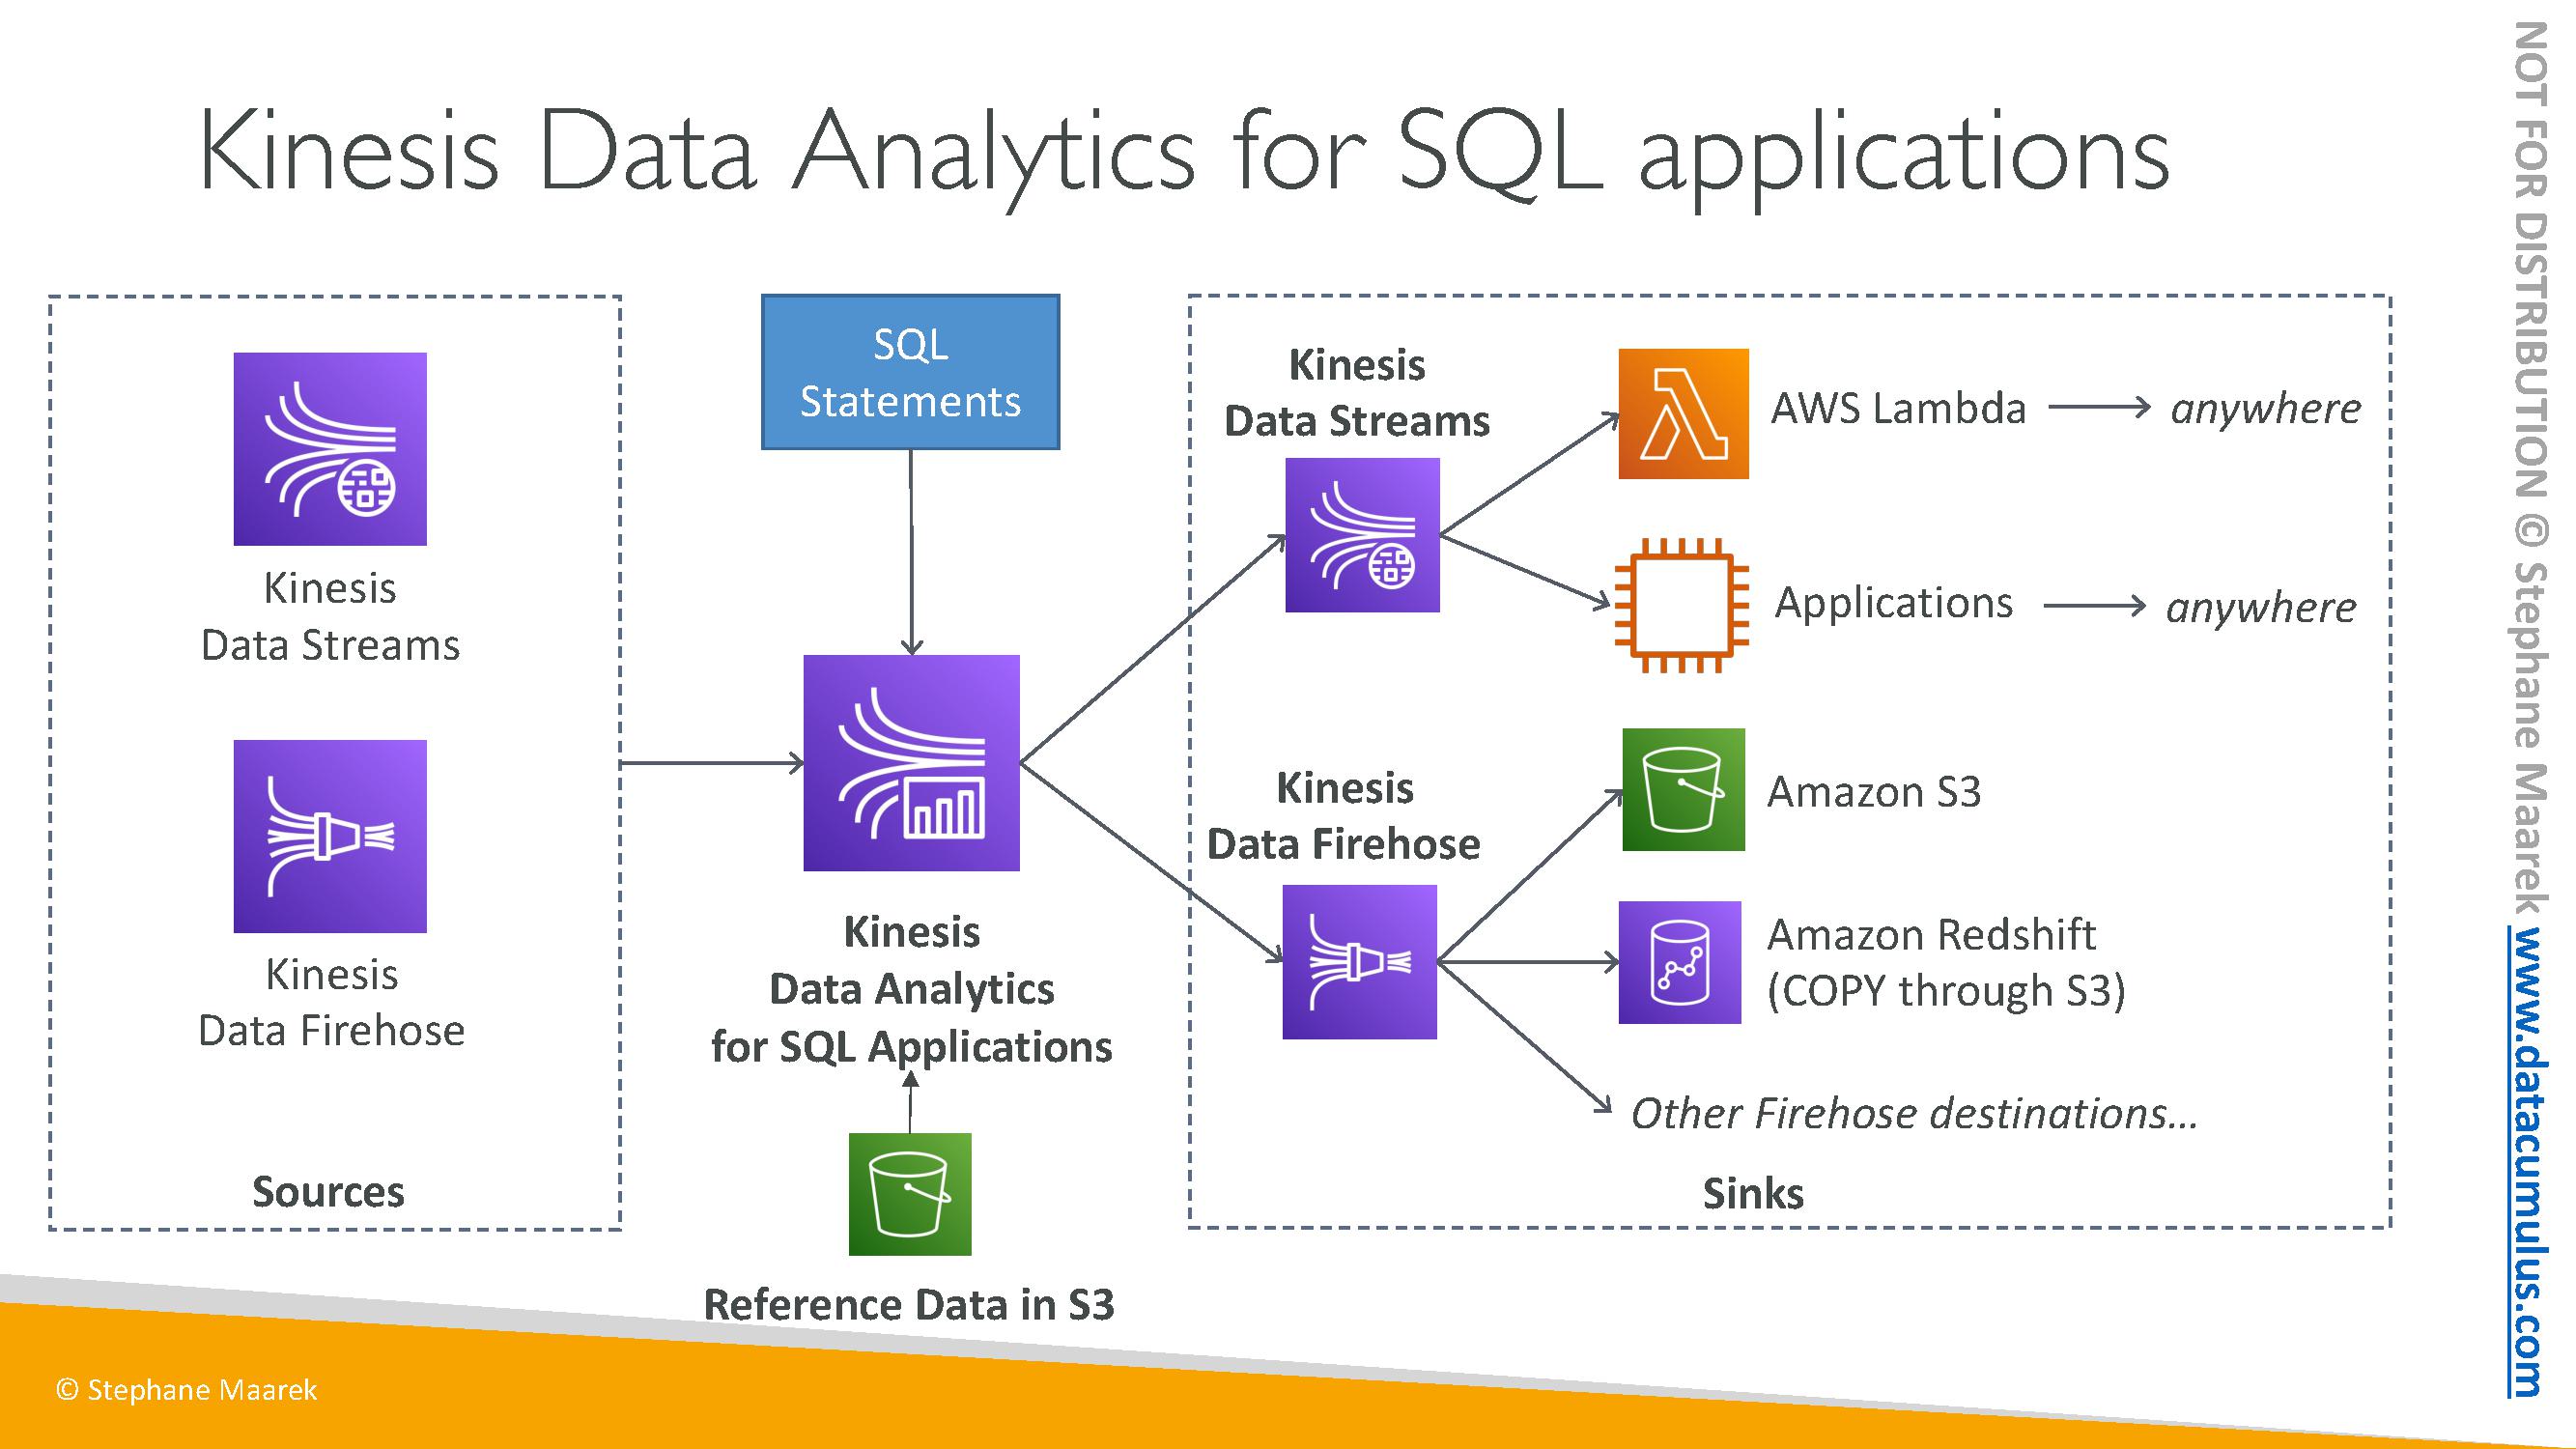 Kinesis Data Analytics for SQL applications
Kinesis
Data Streams
Kinesis
Data Firehose
Sources
SQL
Statements
Kinesis
Data Analytics
for SQL Applications
Reference Data in S3
Kinesis
Data Streams
AWS Lambda
anywhere
Applications
anywhere
Kinesis
Data Firehose
Amazon S3
Amazon Redshift
(COPY through S3)
Other Firehose destinations...
Sinks
© Stephane Maarek
NOT FOR DISTRIBUTION © Stephane Maarek www.datacumulus.com